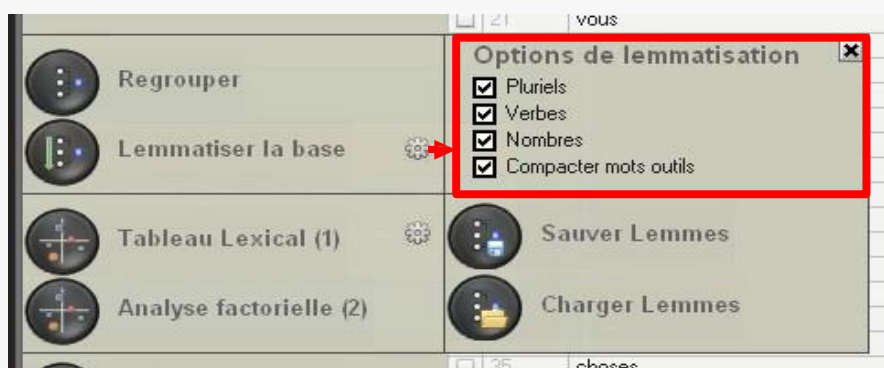 21 vous
Regrouper
Lemmatiser la base
Options de lemmatisation
Pluriels
Verbes
Nombres
Compacter mots outils
Tableau Lexical (1)
Sauver Lemmes
Analyse factorielle (2)
Charger Lemmes
35 choses